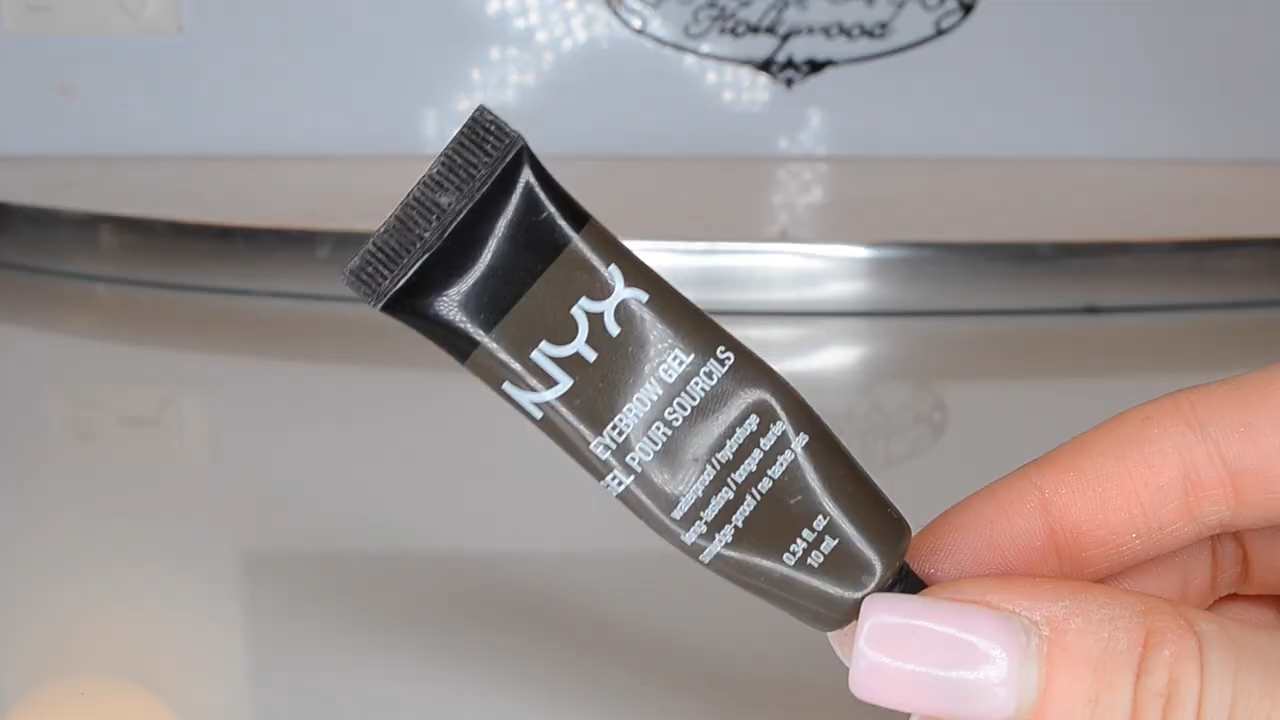 Hollywood
NYX
EYEBROW GEL
GEL POUR SOURCILS
waterproof / hydrofuge
long-lasting / longue durée
smudge-proof / ne tache pas
0.34 fl. oz.
10 mL